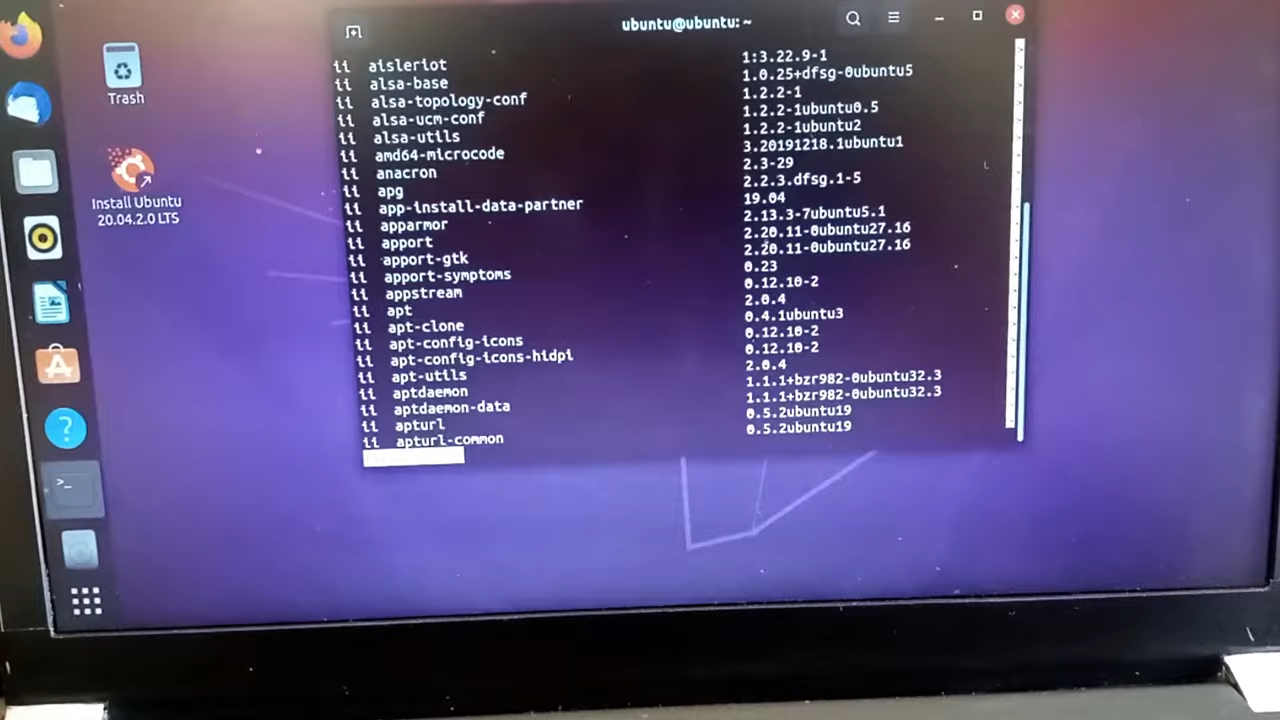 ubuntu@ubuntu: ~
Trash
Install Ubuntu
20.04.2.0 LTS
ii aisleriot 1:3.22.9-1
ii alsa-base 1.0.25+dfsg-0ubuntu5
ii alsa-topology-conf 1.2.2-1
ii alsa-ucm-conf 1.2.2-1ubuntu0.5
ii alsa-utils 1.2.2-1ubuntu2
ii amd64-microcode 3.20191218.1ubuntu1
ii anacron 2.3-29
ii apg 2.2.3.dfsg.1-5
ii app-install-data-partner 19.04
ii apparmor 2.13.3-7ubuntu5.1
ii apport 2.20.11-0ubuntu27.16
ii apport-gtk 2.20.11-0ubuntu27.16
ii apport-symptoms 0.23
ii appstream 0.12.10-2
ii apt 2.0.4
ii apt-clone 0.4.1ubuntu3
ii apt-config-icons 0.12.10-2
ii apt-config-icons-hidpi 0.12.10-2
ii apt-utils 2.0.4
ii aptdaemon 1.1.1+bzr982-0ubuntu32.3
ii aptdaemon-data 1.1.1+bzr982-0ubuntu32.3
ii apturl 0.5.2ubuntu19
ii apturl-common 0.5.2ubuntu19